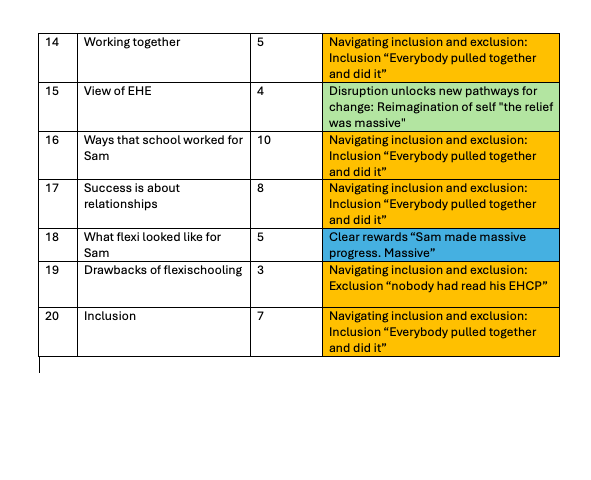 14 Working together 5 Navigating inclusion and exclusion:
Inclusion “Everybody pulled together
and did it”
15 View of EHE 4 Disruption unlocks new pathways for
change: Reimagination of self "the relief
was massive"
16 Ways that school worked for 10 Navigating inclusion and exclusion:
Sam Inclusion “Everybody pulled together
and did it”
17 Success is about 8 Navigating inclusion and exclusion:
relationships Inclusion “Everybody pulled together
and did it”
18 What flexi looked like for 5 Clear rewards “Sam made massive
Sam progress. Massive”
19 Drawbacks of flexischooling 3 Navigating inclusion and exclusion:
Exclusion “nobody had read his EHCP”
20 Inclusion 7 Navigating inclusion and exclusion:
Inclusion “Everybody pulled together
and did it”